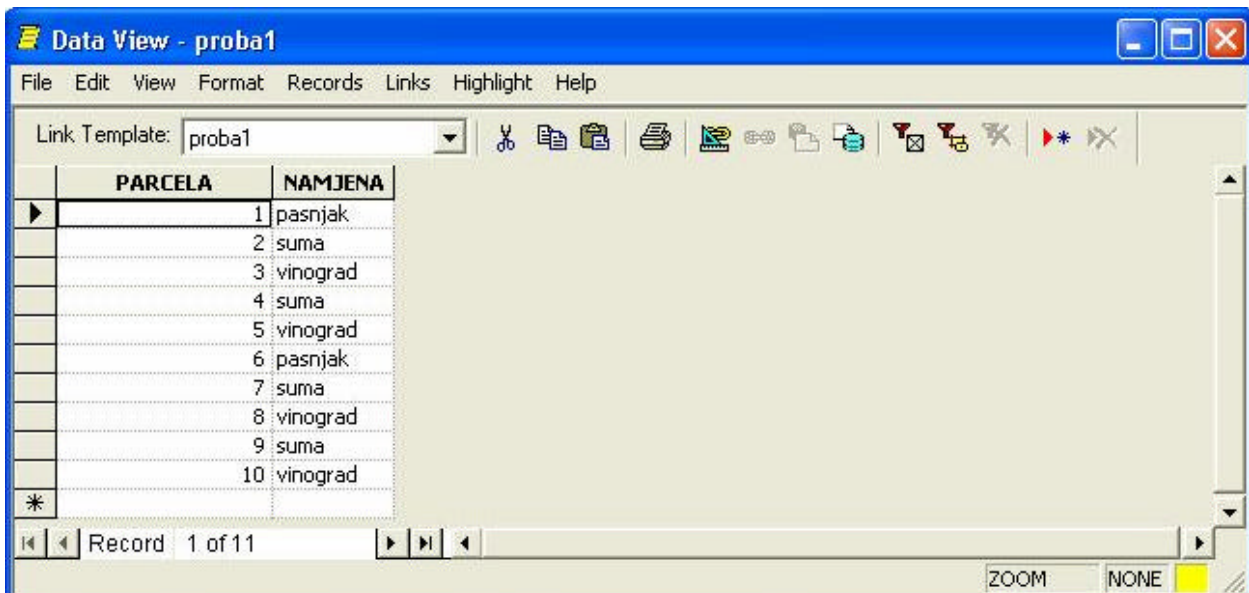 Data View - proba1
File Edit View Format Records Links Highlight Help
Link Template: proba1
PARCELA NAMJENA
1 pasnjak
2 suma
3 vinograd
4 suma
5 vinograd
6 pasnjak
7 suma
8 vinograd
9 suma
10 vinograd
Record 1 of 11
ZOOM NONE